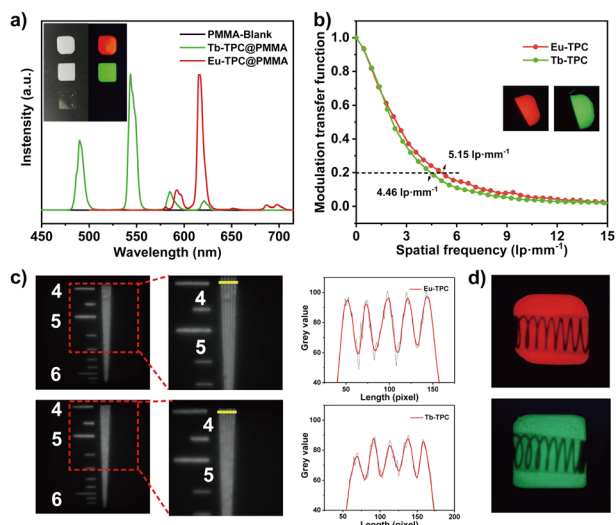 a)
PMMA-Blank
Tb-TPC@PMMA
Eu-TPC@PMMA
Instensity (a.u.)
450 500 550 600 650 700
Wavelength (nm)
b)
Modulation transfer function
1.0
0.8
0.6
0.4
0.2
0.0
Eu-TPC
Tb-TPC
5.15 lp·mm⁻¹
4.46 lp·mm⁻¹
0 3 6 9 12 15
Spatial frequency (lp·mm⁻¹)
c)
4
5
6
4
5
Grey value
100
80
60
40
Eu-TPC
50 100 150
Length (pixel)
4
5
6
4
5
Grey value
100
80
60
40
Tb-TPC
50 100 150 200
Length (pixel)
d)